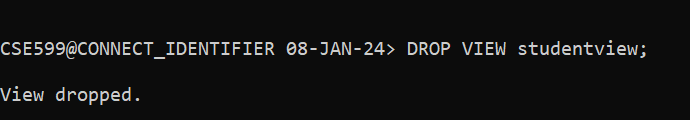 CSE599@CONNECT_IDENTIFIER 08-JAN-24> DROP VIEW studentview;
View dropped.